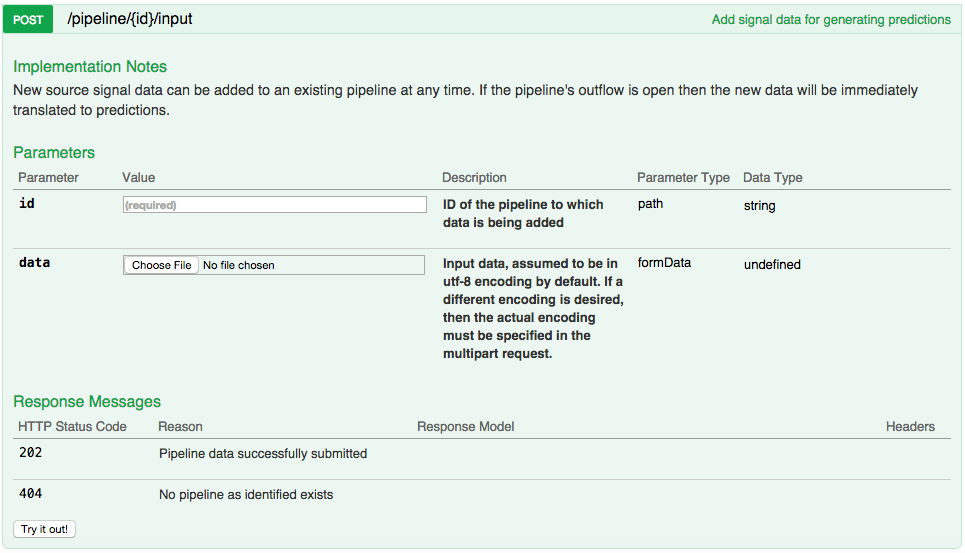 POST /pipeline/{id}/input Add signal data for generating predictions
Implementation Notes
New source signal data can be added to an existing pipeline at any time. If the pipeline's outflow is open then the new data will be immediately
translated to predictions.
Parameters
Parameter Value Description Parameter Type Data Type
id (required) ID of the pipeline to which path string
data is being added
data Choose File No file chosen Input data, assumed to be in formData undefined
utf-8 encoding by default. If a
different encoding is desired,
then the actual encoding
must be specified in the
multipart request.
Response Messages
HTTP Status Code Reason Response Model Headers
202 Pipeline data successfully submitted
404 No pipeline as identified exists
Try it out!